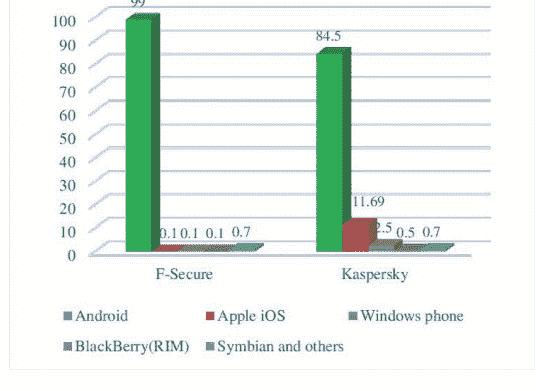 99
100
84.5
90
80
70
60
50
40
30
11.69
20
10
0.1 0.1 0.1 0.7
2.5 0.5 0.7
0
F-Secure Kaspersky
Android Apple iOS Windows phone
BlackBerry(RIM) Symbian and others